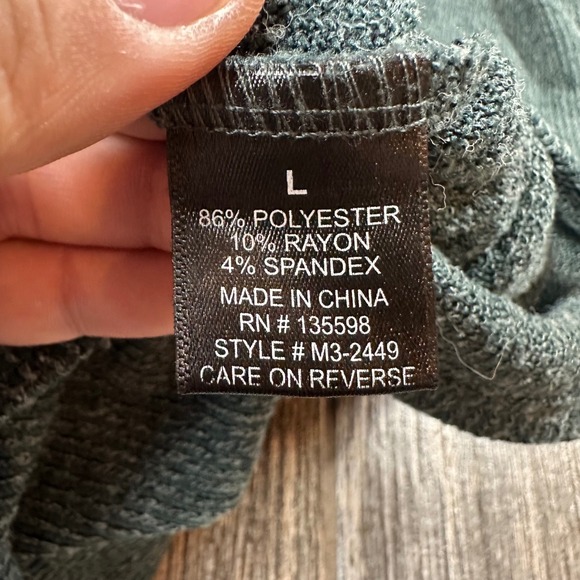 L
86% POLYESTER
10% RAYON
4% SPANDEX
MADE IN CHINA
RN # 135598
STYLE # M3-2449
CARE ON REVERSE